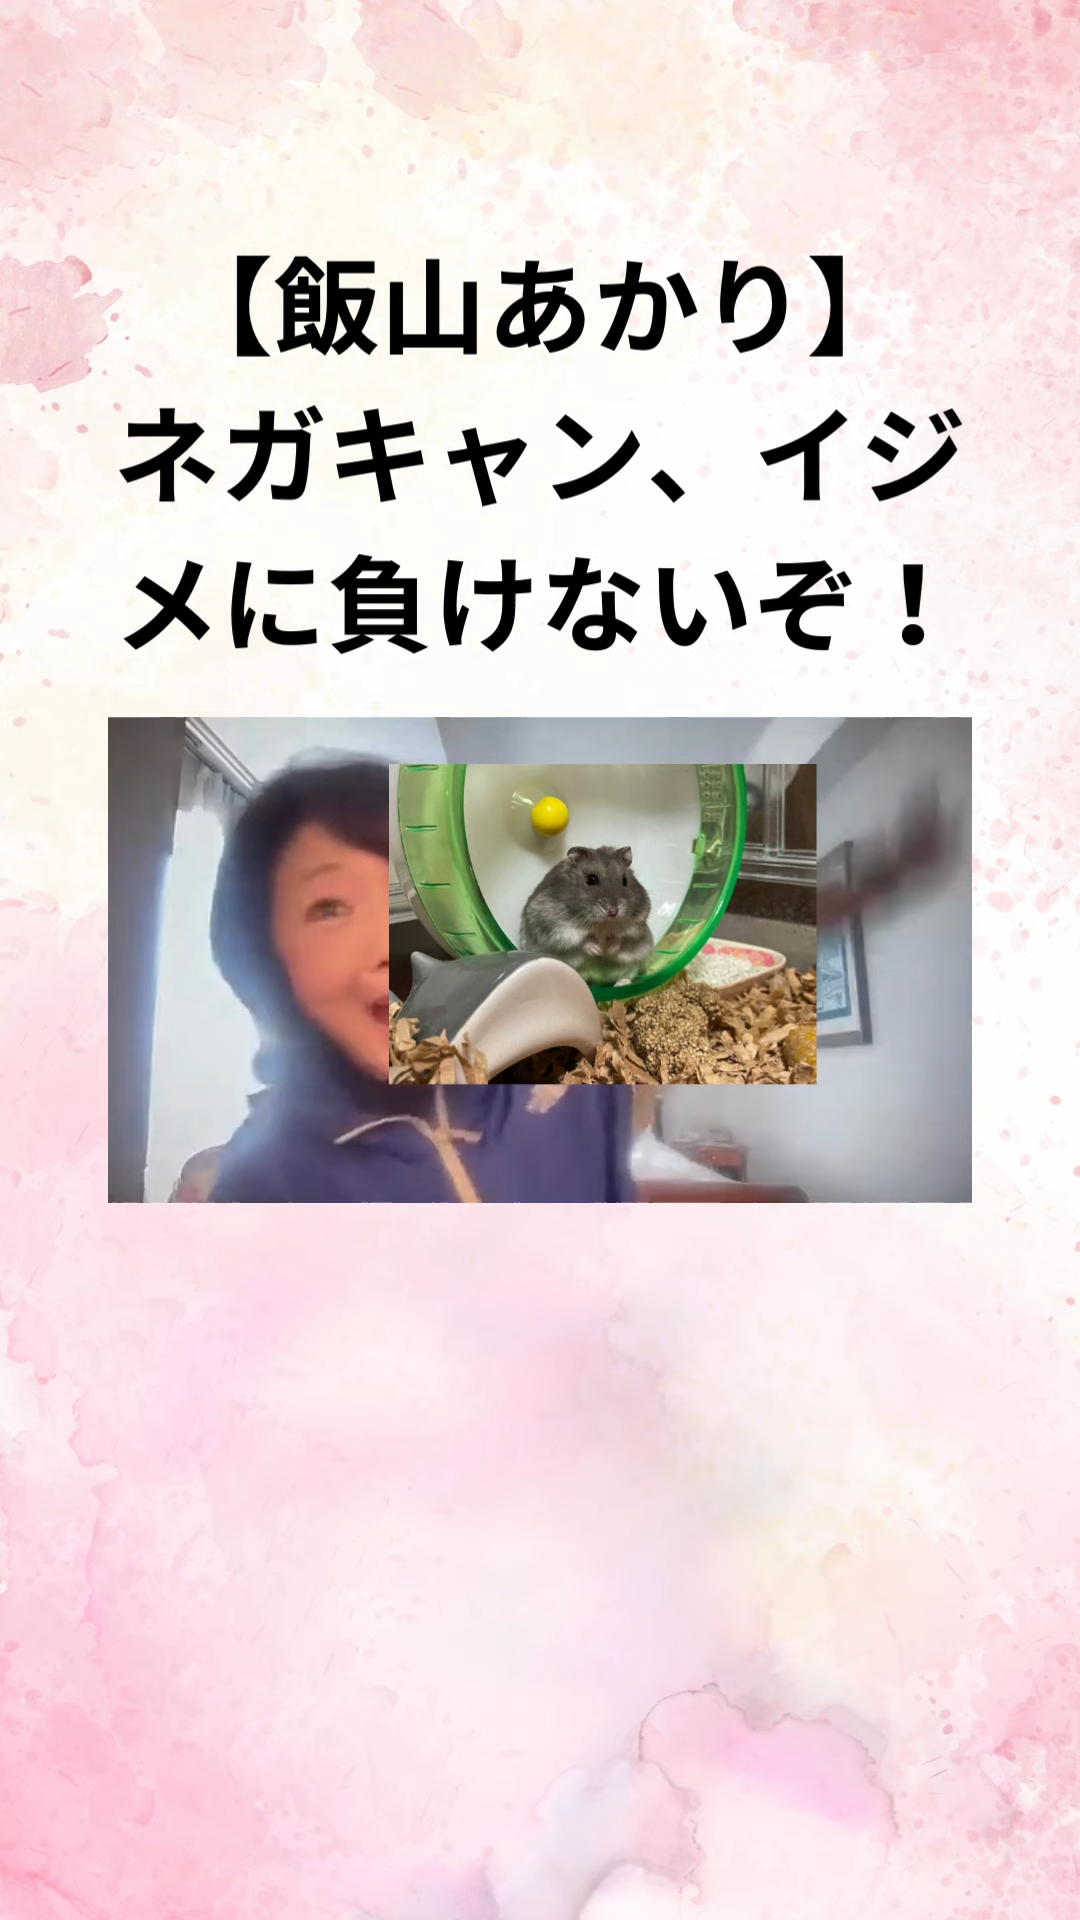 【飯山あかり】
ネガキャン、イジ
メに負けないぞ！